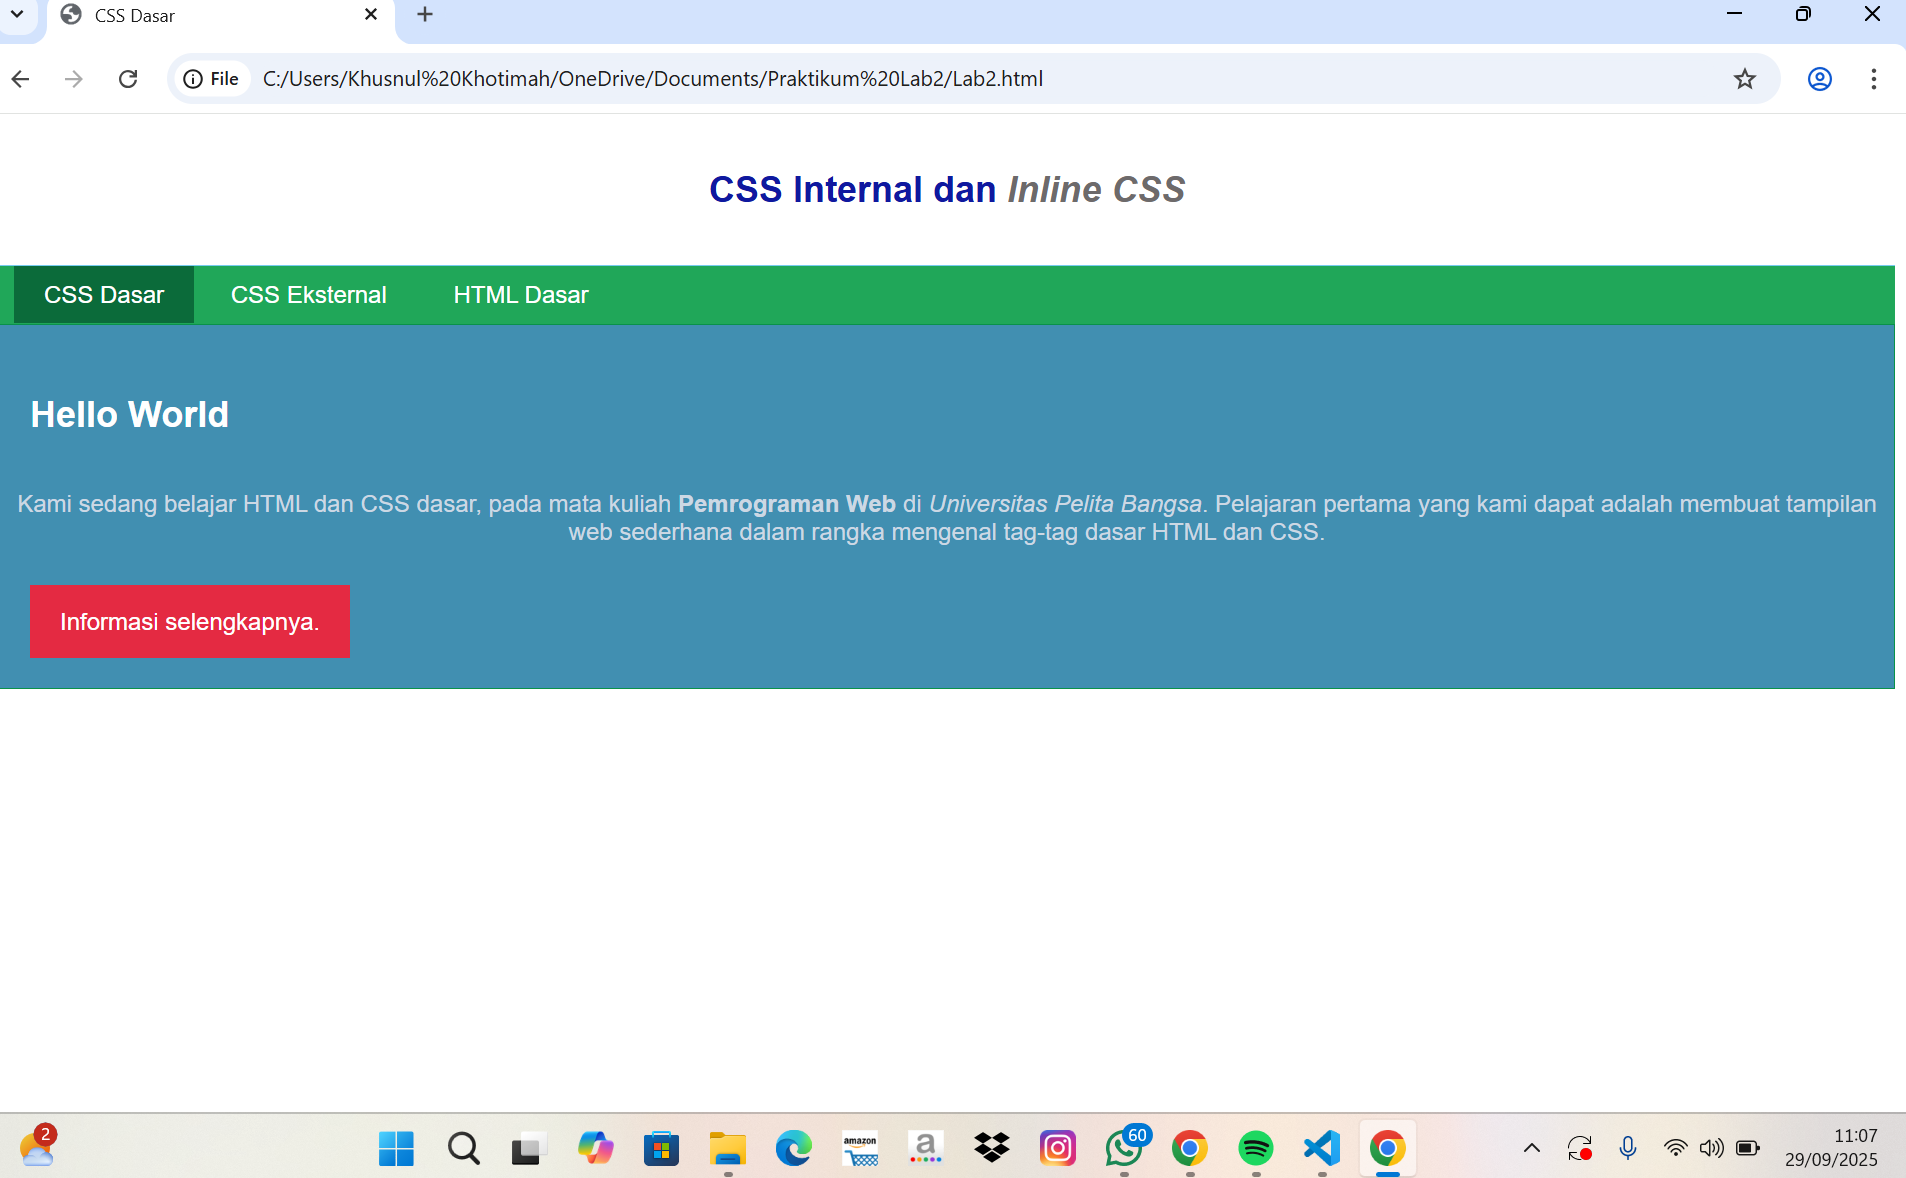 CSS Dasar
File
C:/Users/Khusnul%20Khotimah/OneDrive/Documents/Praktikum%20Lab2/Lab2.html
CSS Internal dan Inline CSS
CSS Dasar
CSS Eksternal
HTML Dasar
Hello World
Kami sedang belajar HTML dan CSS dasar, pada mata kuliah Pemrograman Web di Universitas Pelita Bangsa. Pelajaran pertama yang kami dapat adalah membuat tampilan
web sederhana dalam rangka mengenal tag-tag dasar HTML dan CSS.
Informasi selengkapnya.
2
amazon
a
60
11:07
29/09/2025